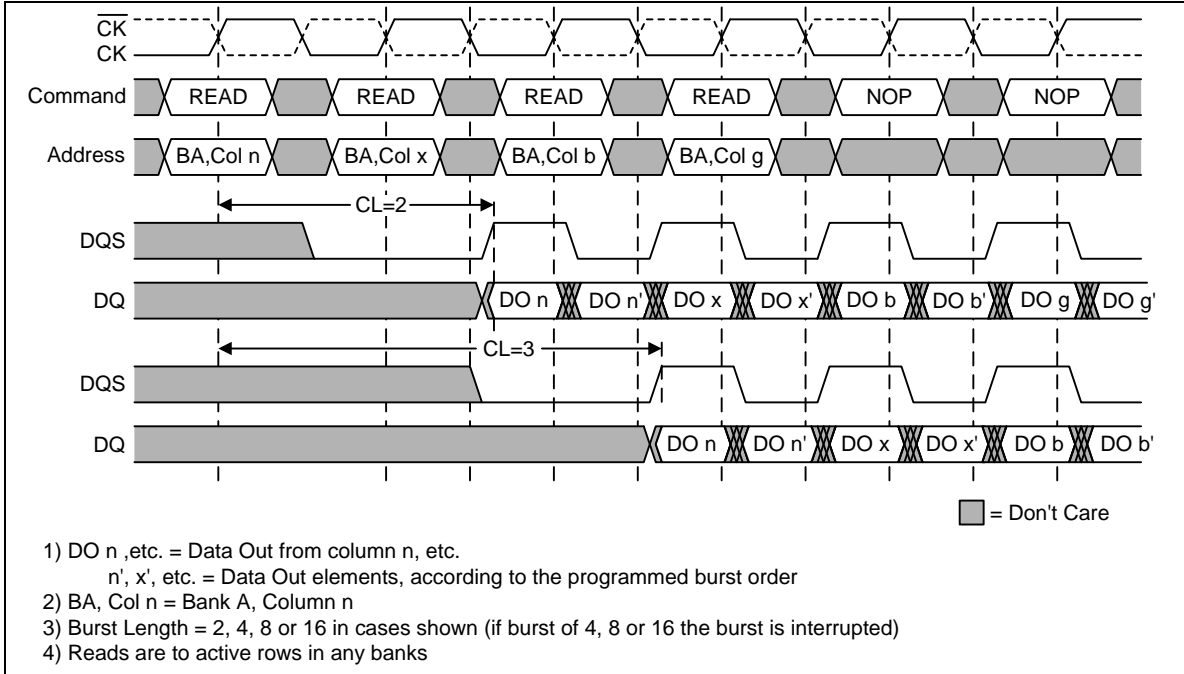 CK
CK
Command READ READ READ READ NOP NOP
Address BA,Col n BA,Col x BA,Col b BA,Col g
CL=2
DQS
DQ DO n DO n' DO x DO x' DO b DO b' DO g DO g'
CL=3
DQS
DQ DO n DO n' DO x DO x' DO b DO b'
= Don't Care
1) DO n ,etc. = Data Out from column n, etc.
n', x', etc. = Data Out elements, according to the programmed burst order
2) BA, Col n = Bank A, Column n
3) Burst Length = 2, 4, 8 or 16 in cases shown (if burst of 4, 8 or 16 the burst is interrupted)
4) Reads are to active rows in any banks